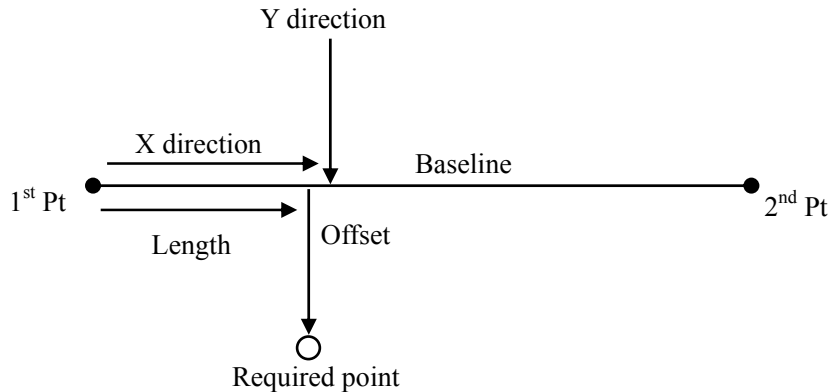 Y direction
X direction
Baseline
1st Pt
2nd Pt
Length
Offset
Required point